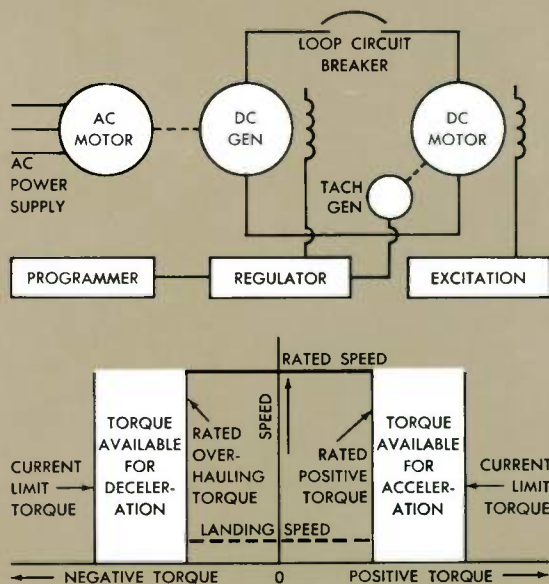 LOOP CIRCUIT
BREAKER
AC
MOTOR
DC
GEN
DC
MOTOR
AC
POWER
SUPPLY
TACH
GEN
PROGRAMMER
REGULATOR
EXCITATION
RATED SPEED
SPEED
TORQUE
AVAILABLE
FOR
DECELER-
ATION
RATED
OVER-
HAULING
TORQUE
RATED
POSITIVE
TORQUE
TORQUE
AVAILABLE
FOR
ACCELER-
ATION
CURRENT
LIMIT
TORQUE
CURRENT
LIMIT
TORQUE
LANDING SPEED
NEGATIVE TORQUE
0
POSITIVE TORQUE